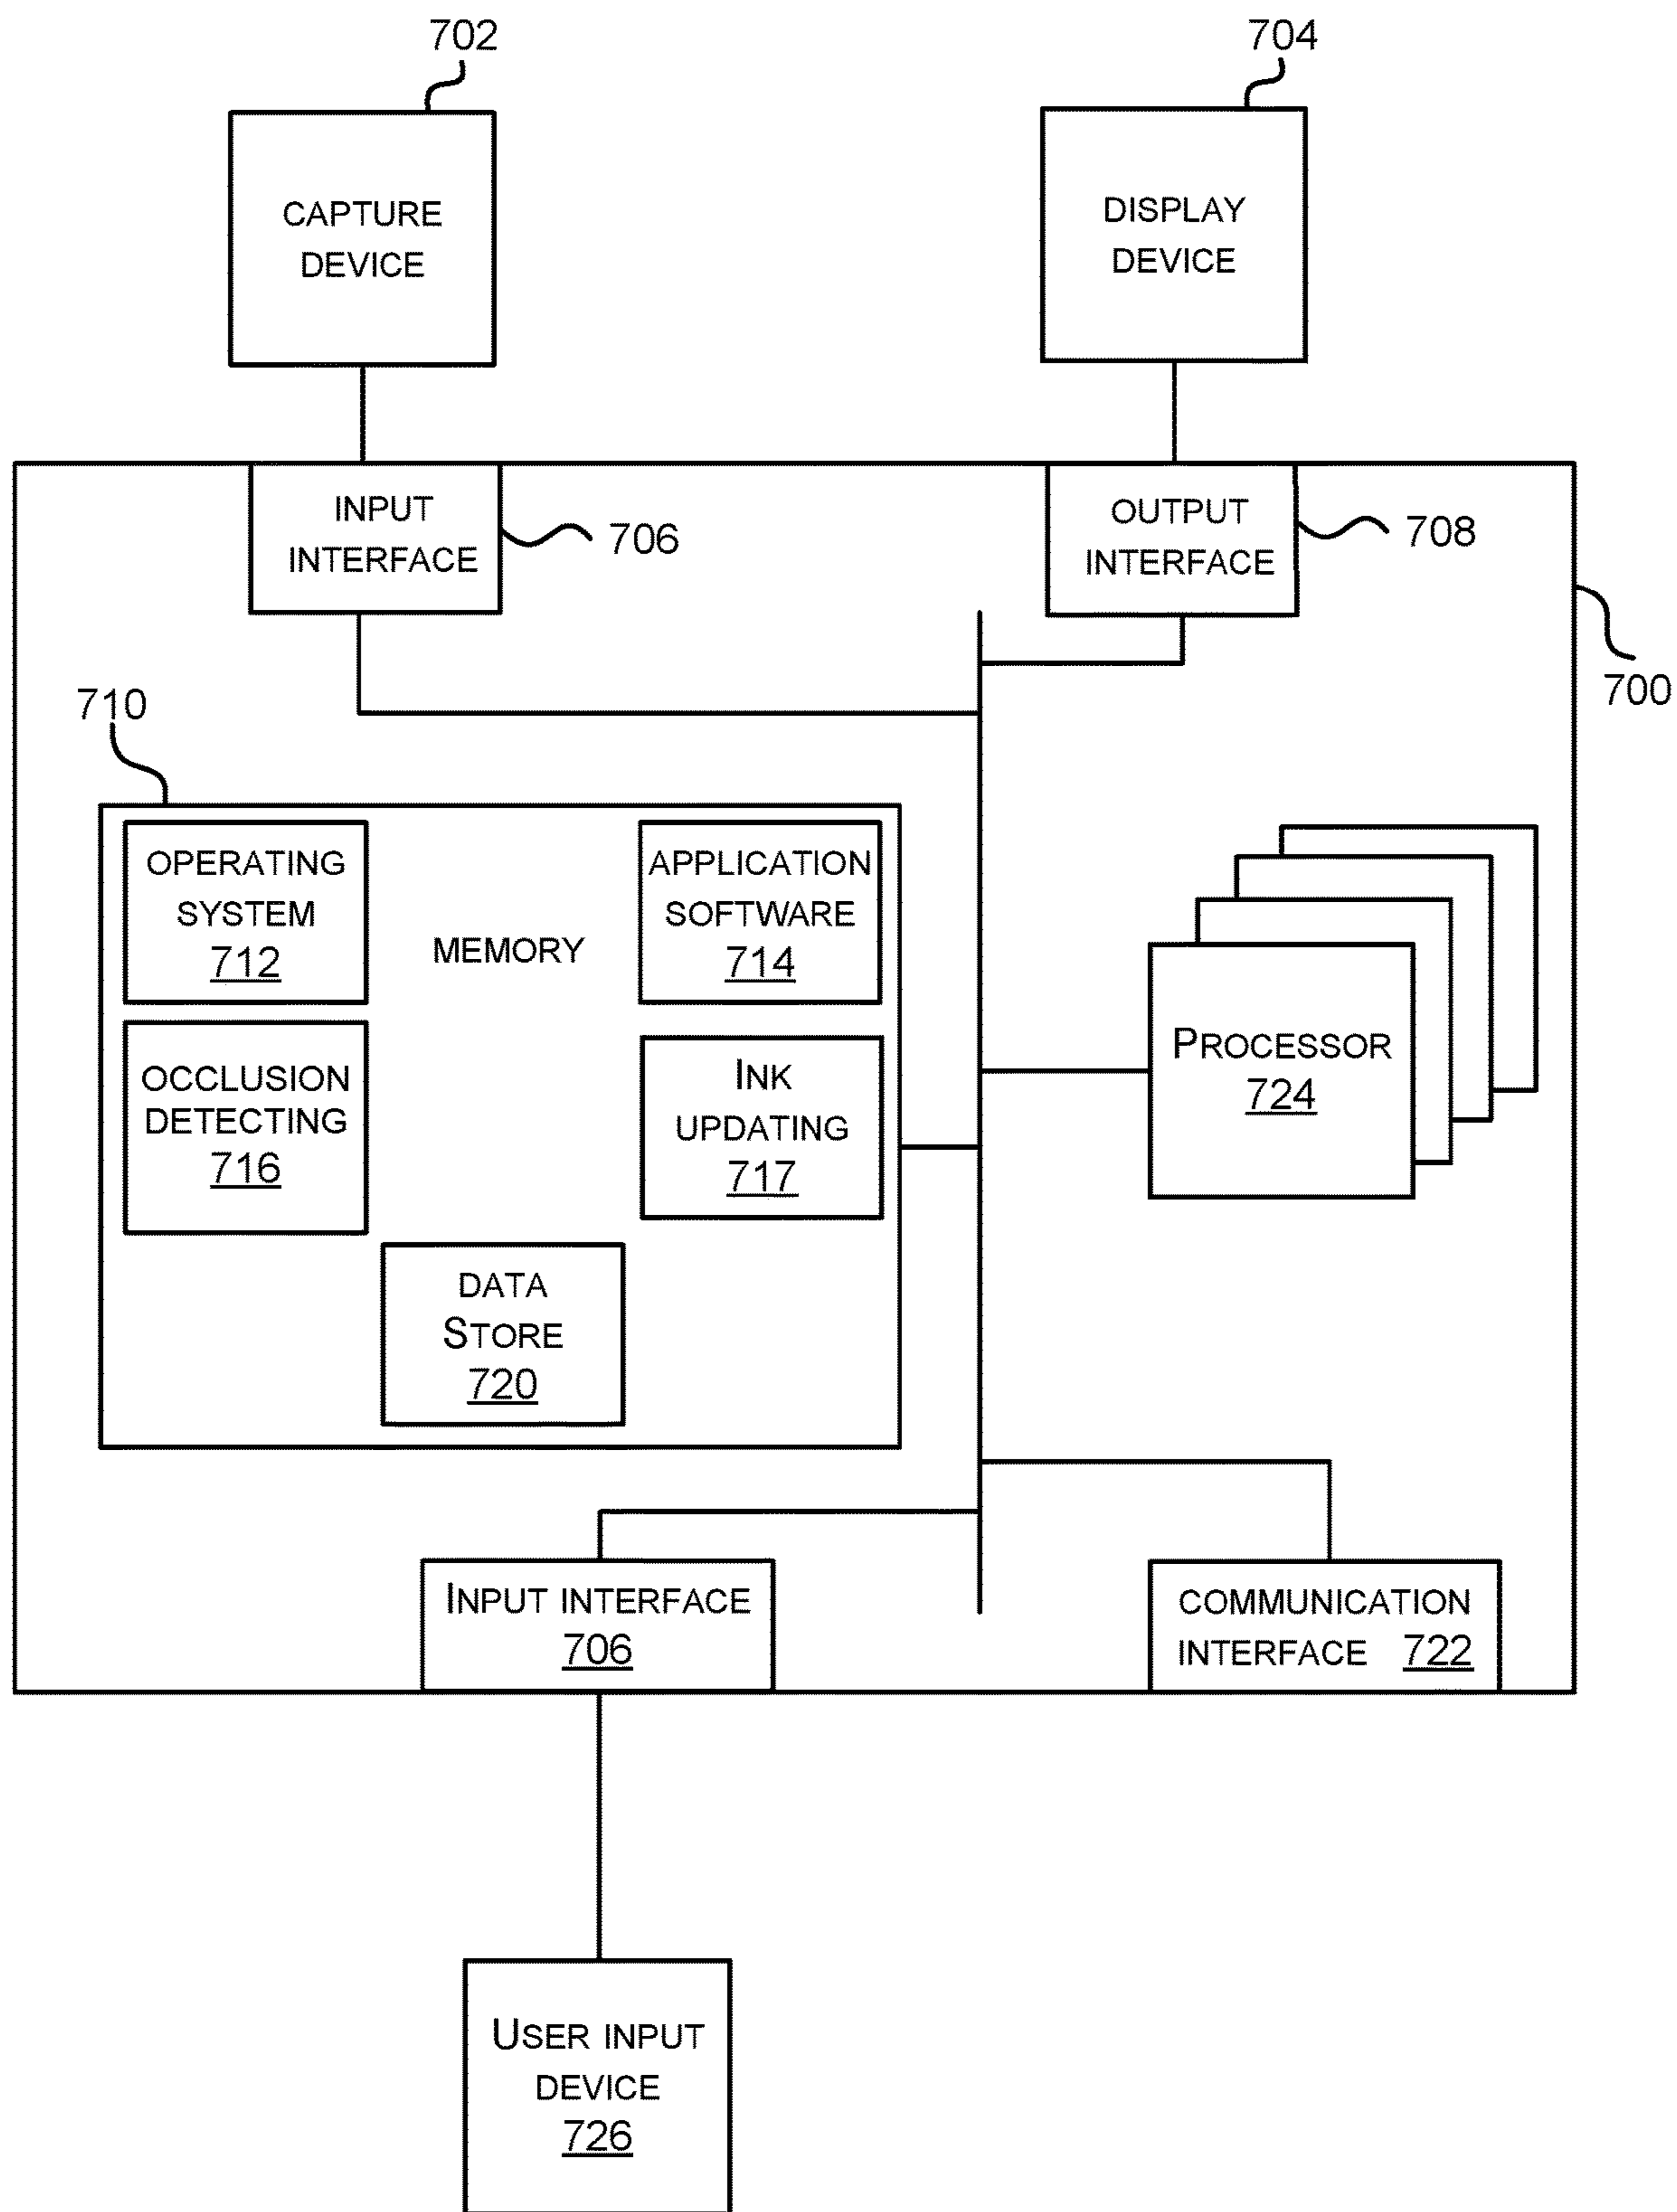 702
704
CAPTURE
DEVICE
DISPLAY
DEVICE
INPUT
INTERFACE
706
OUTPUT
INTERFACE
708
700
710
OPERATING
SYSTEM
712
MEMORY
APPLICATION
SOFTWARE
714
OCCLUSION
DETECTING
716
INK
UPDATING
717
PROCESSOR
724
DATA
STORE
720
INPUT INTERFACE
706
COMMUNICATION
INTERFACE 722
USER INPUT
DEVICE
726